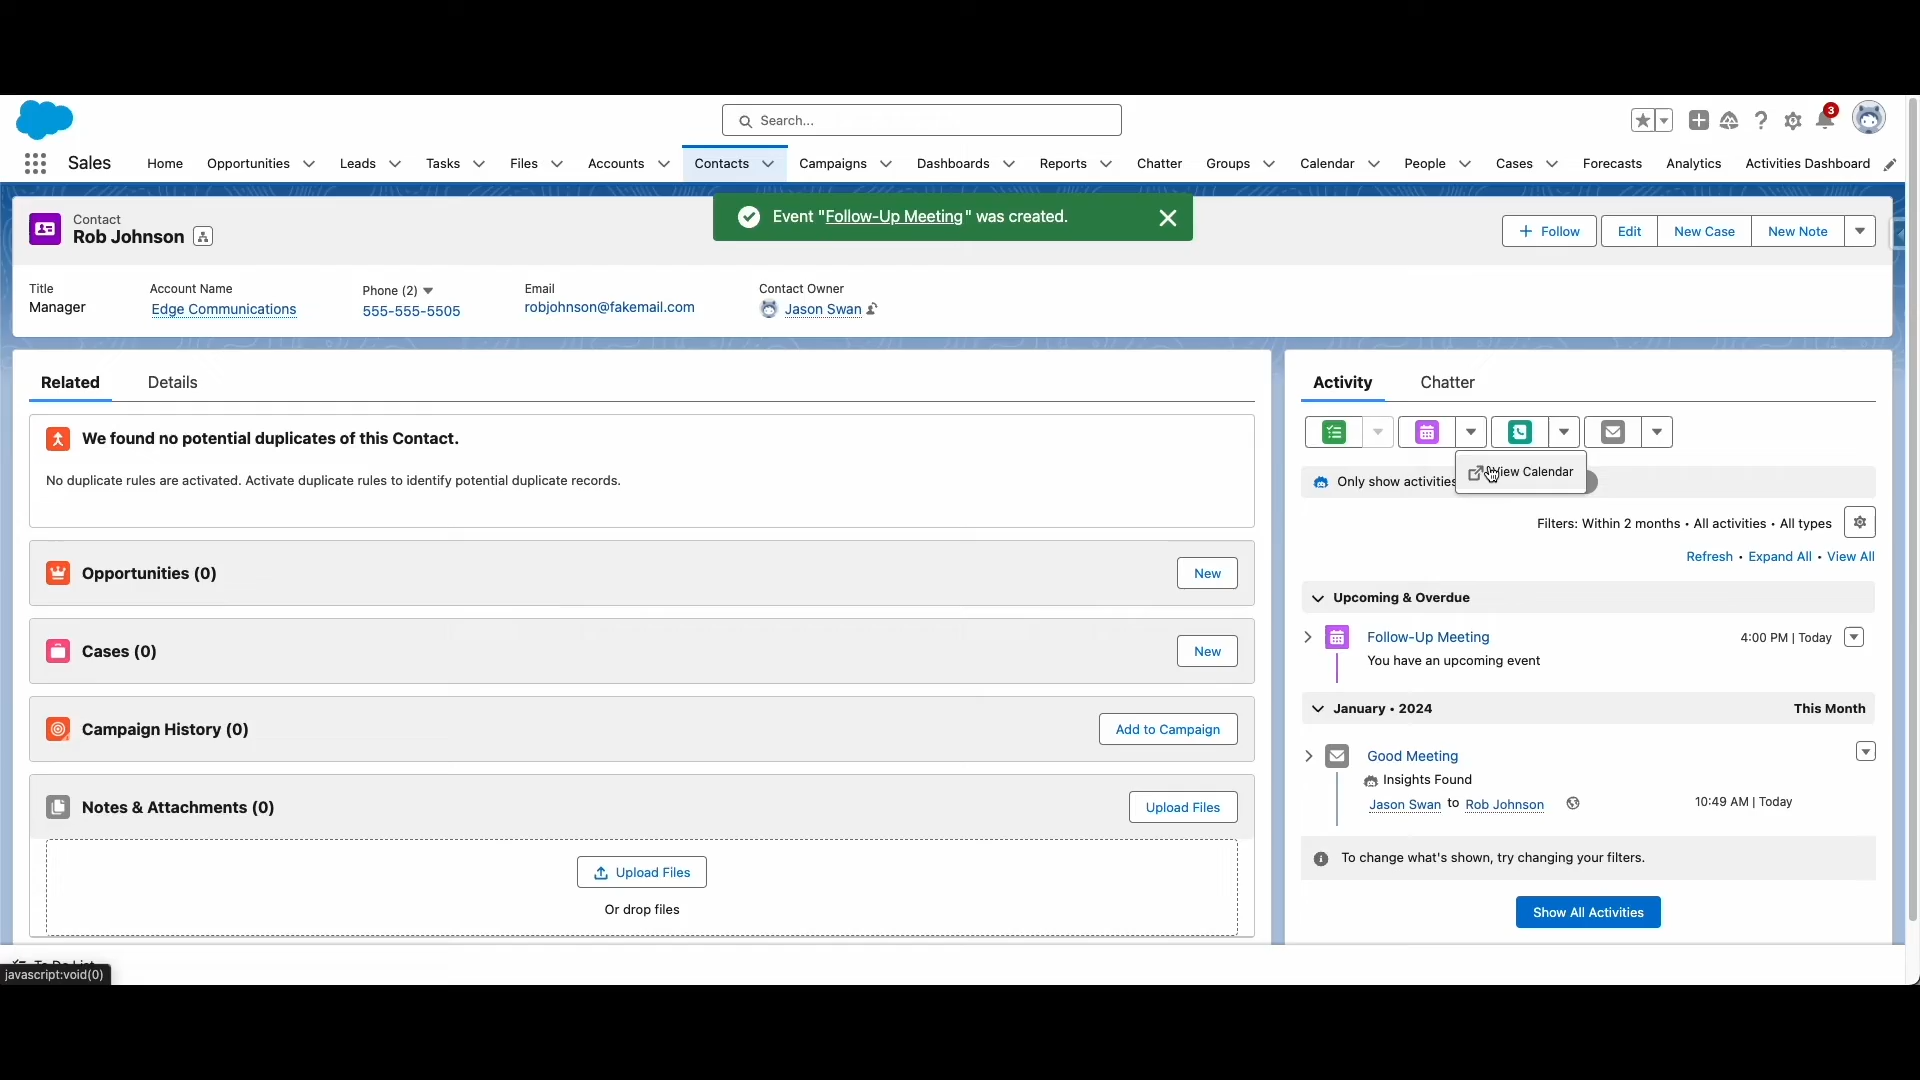 Search...
3
Sales
Home
Opportunities
Leads
Tasks
Files
Accounts
Contacts
Campaigns
Dashboards
Reports
Chatter
Groups
Calendar
People
Cases
Forecasts
Analytics
Activities Dashboard
Event "Follow-Up Meeting" was created.
Contact
Rob Johnson
Follow
Edit
New Case
New Note
Title
Manager
Account Name
Edge Communications
Phone (2)
555-555-5505
Email
robjohnson@fakemail.com
Contact Owner
Jason Swan
Related
Details
We found no potential duplicates of this Contact.
No duplicate rules are activated. Activate duplicate rules to identify potential duplicate records.
Opportunities (0)
New
Cases (0)
New
Campaign History (0)
Add to Campaign
Notes & Attachments (0)
Upload Files
Upload Files
Or drop files
Activity
Chatter
View Calendar
Only show activities
Filters: Within 2 months • All activities • All types
Refresh • Expand All • View All
Upcoming & Overdue
Follow-Up Meeting
4:00 PM | Today
You have an upcoming event
January • 2024
This Month
Good Meeting
Insights Found
Jason Swan to Rob Johnson
10:49 AM | Today
To change what's shown, try changing your filters.
Show All Activities
To Do List
javascript:void(0)